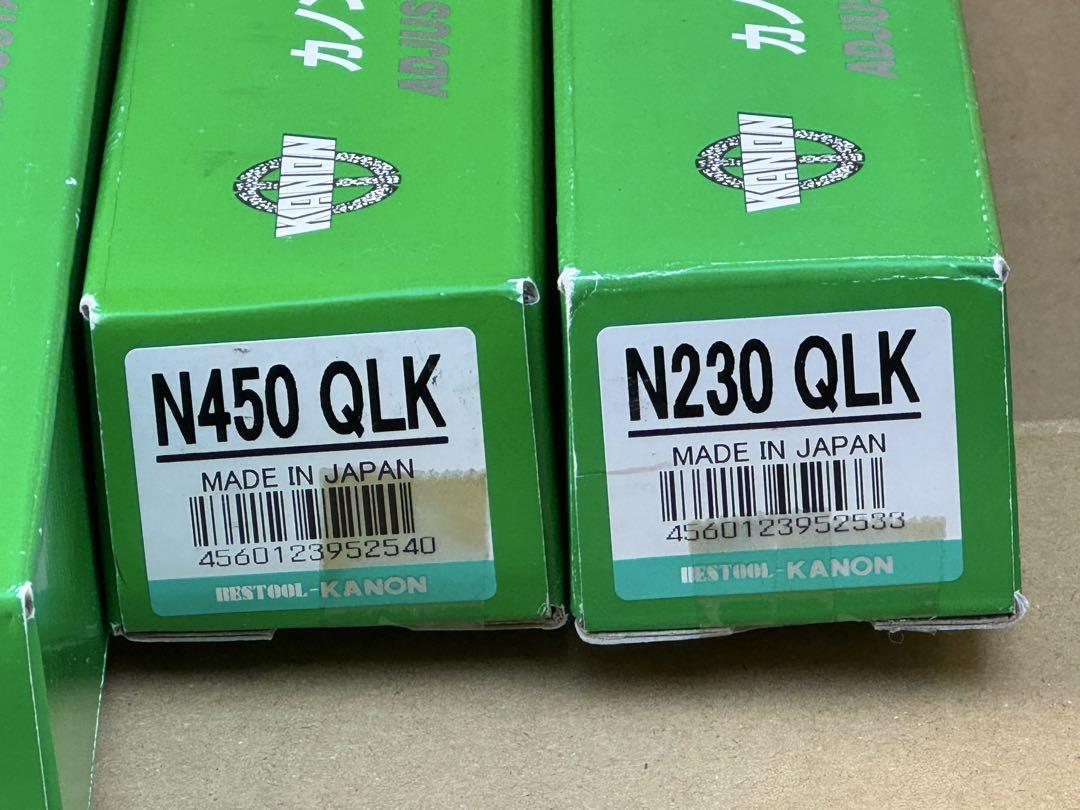 カノ
ADJUS
KANON
N450 QLK
MADE IN JAPAN
4560123952540
BESTOOL-KANON
カノ
ADJUS
KANON
N230 QLK
MADE IN JAPAN
4560123952533
BESTOOL-KANON